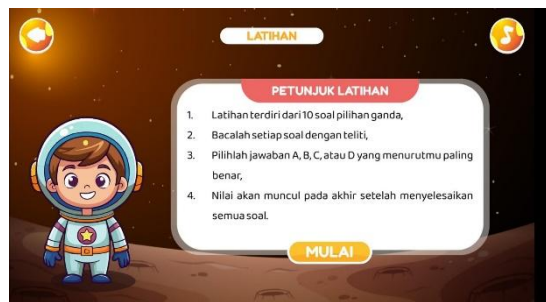 LATIHAN
PETUNJUK LATIHAN
1. Latihan terdiri dari 10 soal pilihan ganda,
2. Bacalah setiap soal dengan teliti,
3. Pilihlah jawaban A, B, C, atau D yang menurutmu paling
benar,
4. Nilai akan muncul pada akhir setelah menyelesaikan
semua soal.
MULAI